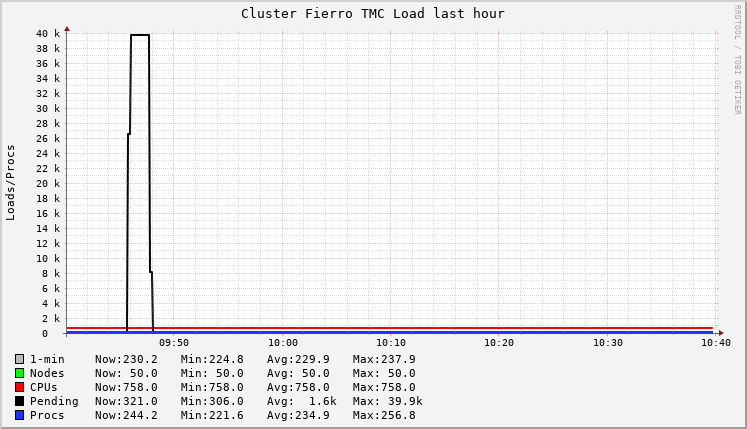 Cluster Fierro TMC Load last hour
RRDTOOL / TOBI OETIKER
Loads/Procs
40 k
38 k
36 k
34 k
32 k
30 k
28 k
26 k
24 k
22 k
20 k
18 k
16 k
14 k
12 k
10 k
8 k
6 k
4 k
2 k
0
09:50 10:00 10:10 10:20 10:30 10:40
1-min Now:230.2 Min:224.8 Avg:229.9 Max:237.9
Nodes Now: 50.0 Min: 50.0 Avg: 50.0 Max: 50.0
CPUs Now:758.0 Min:758.0 Avg:758.0 Max:758.0
Pending Now:321.0 Min:306.0 Avg: 1.6k Max: 39.9k
Procs Now:244.2 Min:221.6 Avg:234.9 Max:256.8